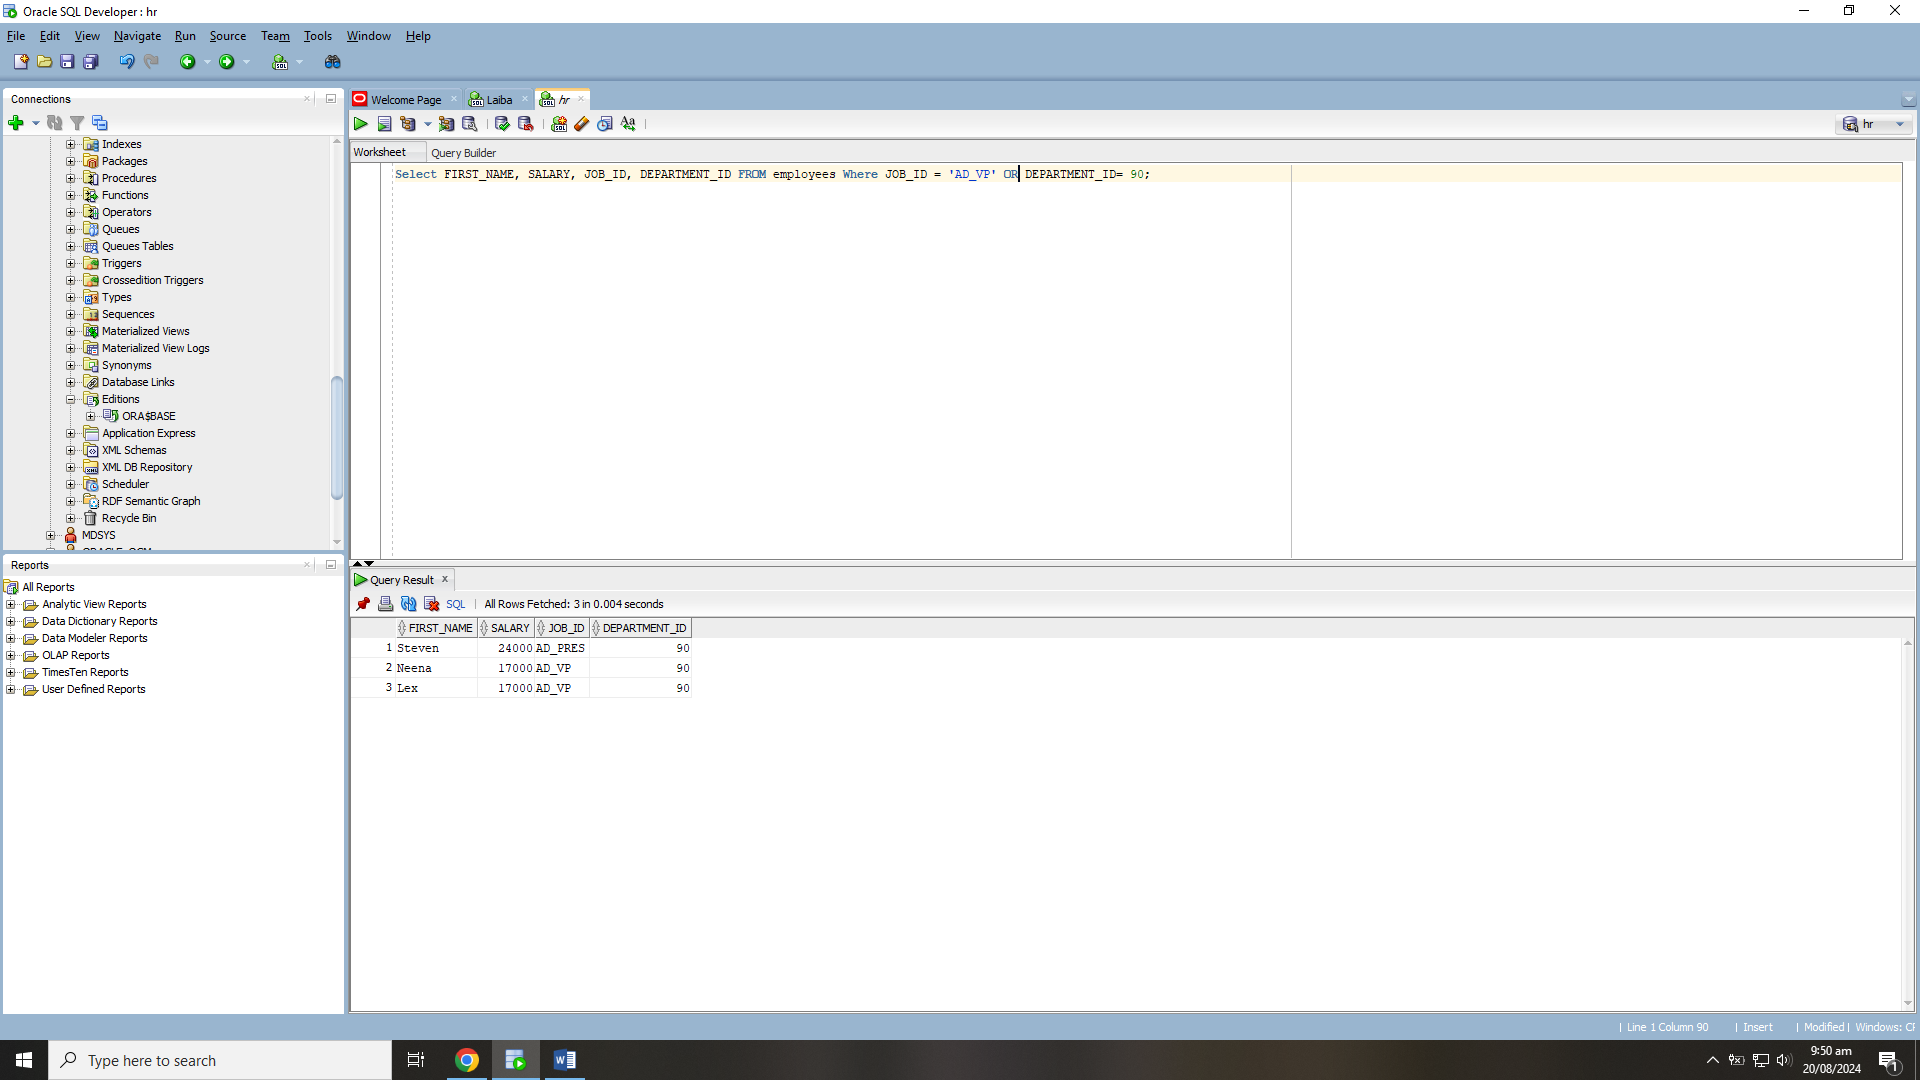 Oracle SQL Developer : hr
File Edit View Navigate Run Source Team Tools Window Help
Connections
Welcome Page
Laiba
hr
hr
Worksheet Query Builder
Select FIRST_NAME, SALARY, JOB_ID, DEPARTMENT_ID FROM employees Where JOB_ID = 'AD_VP' OR DEPARTMENT_ID= 90;
Indexes
Packages
Procedures
Functions
Operators
Queues
Queues Tables
Triggers
Crossedition Triggers
Types
Sequences
Materialized Views
Materialized View Logs
Synonyms
Database Links
Editions
ORA$BASE
Application Express
XML Schemas
XML DB Repository
Scheduler
RDF Semantic Graph
Recycle Bin
MDSYS
Reports
All Reports
Analytic View Reports
Data Dictionary Reports
Data Modeler Reports
OLAP Reports
TimesTen Reports
User Defined Reports
Query Result
SQL | All Rows Fetched: 3 in 0.004 seconds
FIRST_NAME SALARY JOB_ID DEPARTMENT_ID
1 Steven 24000 AD_PRES 90
2 Neena 17000 AD_VP 90
3 Lex 17000 AD_VP 90
| Line 1 Column 90 | Insert | Modified | Windows:
Type here to search
9:50 am
20/08/2024
1